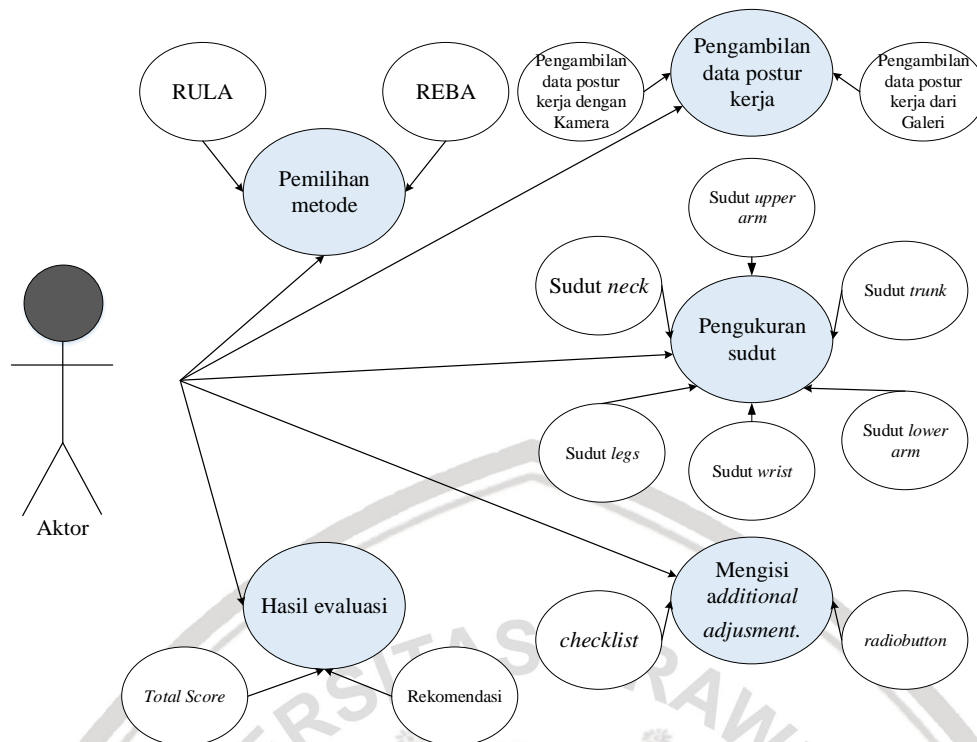 RULA
REBA
Pemilihan
metode
Pengambilan
data postur
kerja dengan
Kamera
Pengambilan
data postur
kerja
Pengambilan
data postur
kerja dari
Galeri
Sudut upper
arm
Sudut neck
Sudut trunk
Pengukuran
sudut
Sudut legs
Sudut wrist
Sudut lower
arm
Aktor
Hasil evaluasi
Total Score
Rekomendasi
Mengisi
additional
adjusment.
checklist
radiobutton
ERSITAS BRAW